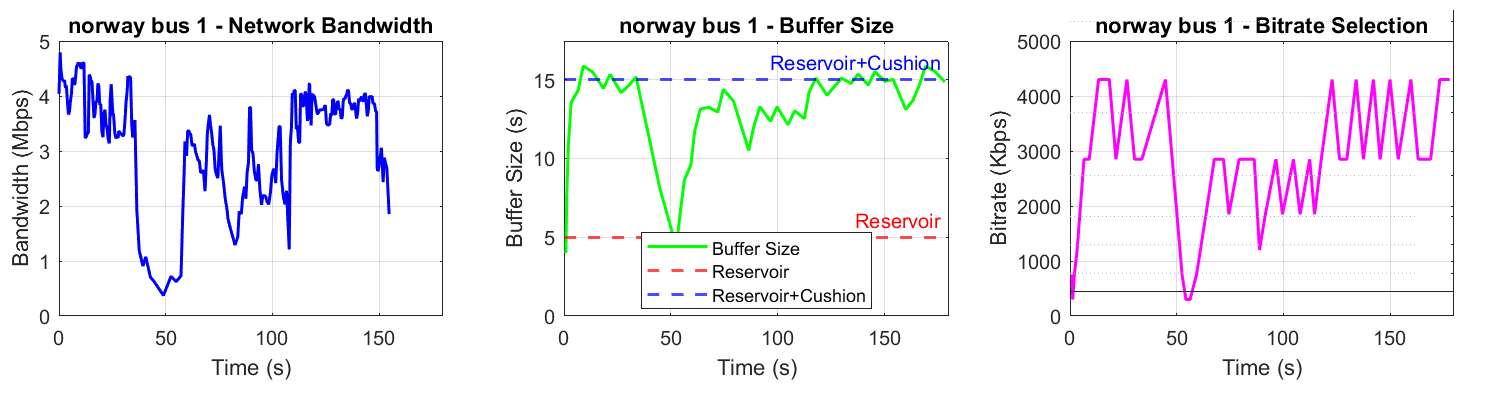 norway bus 1 - Network Bandwidth
Bandwidth (Mbps)
5
4
3
2
1
0
0 50 100 150
Time (s)
norway bus 1 - Buffer Size
Buffer Size (s)
15
10
5
0
Reservoir+Cushion
Reservoir
Buffer Size
Reservoir
Reservoir+Cushion
0 50 100 150
Time (s)
norway bus 1 - Bitrate Selection
Bitrate (Kbps)
5000
4000
3000
2000
1000
0
0 50 100 150
Time (s)